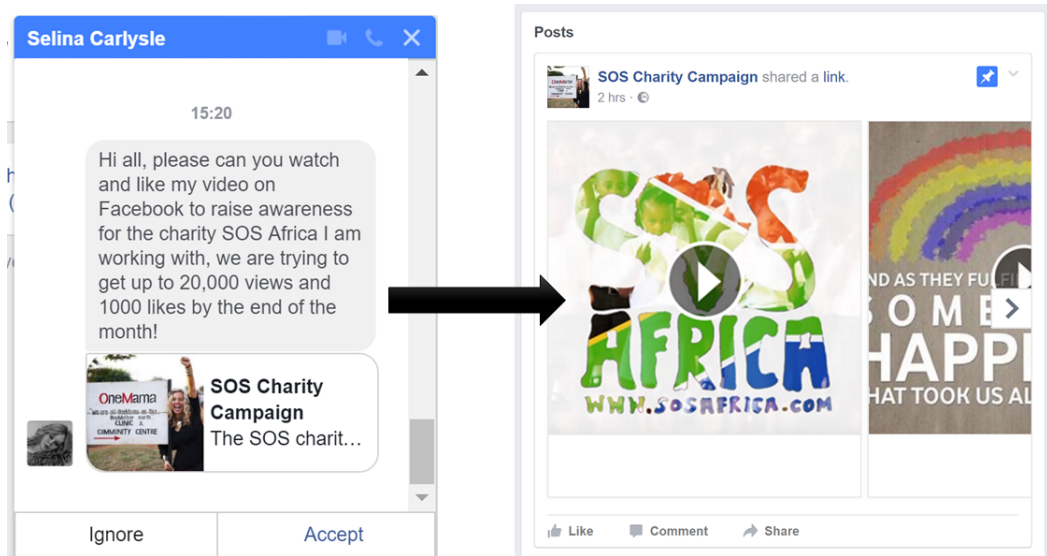 Selina Carlysle
15:20
Hi all, please can you watch
and like my video on
Facebook to raise awareness
for the charity SOS Africa I am
working with, we are trying to
get up to 20,000 views and
1000 likes by the end of the
month!
OneMama
CLINIC &
COMMUNITY CENTRE
SOS Charity
Campaign
The SOS charit...
Ignore
Accept
Posts
SOS Charity Campaign shared a link.
2 hrs ·
SOS
AFRICA
WWW.SOSAFRICA.COM
ND AS THEY FULFI
SOME
HAPP
HAT TOOK US AL
Like
Comment
Share